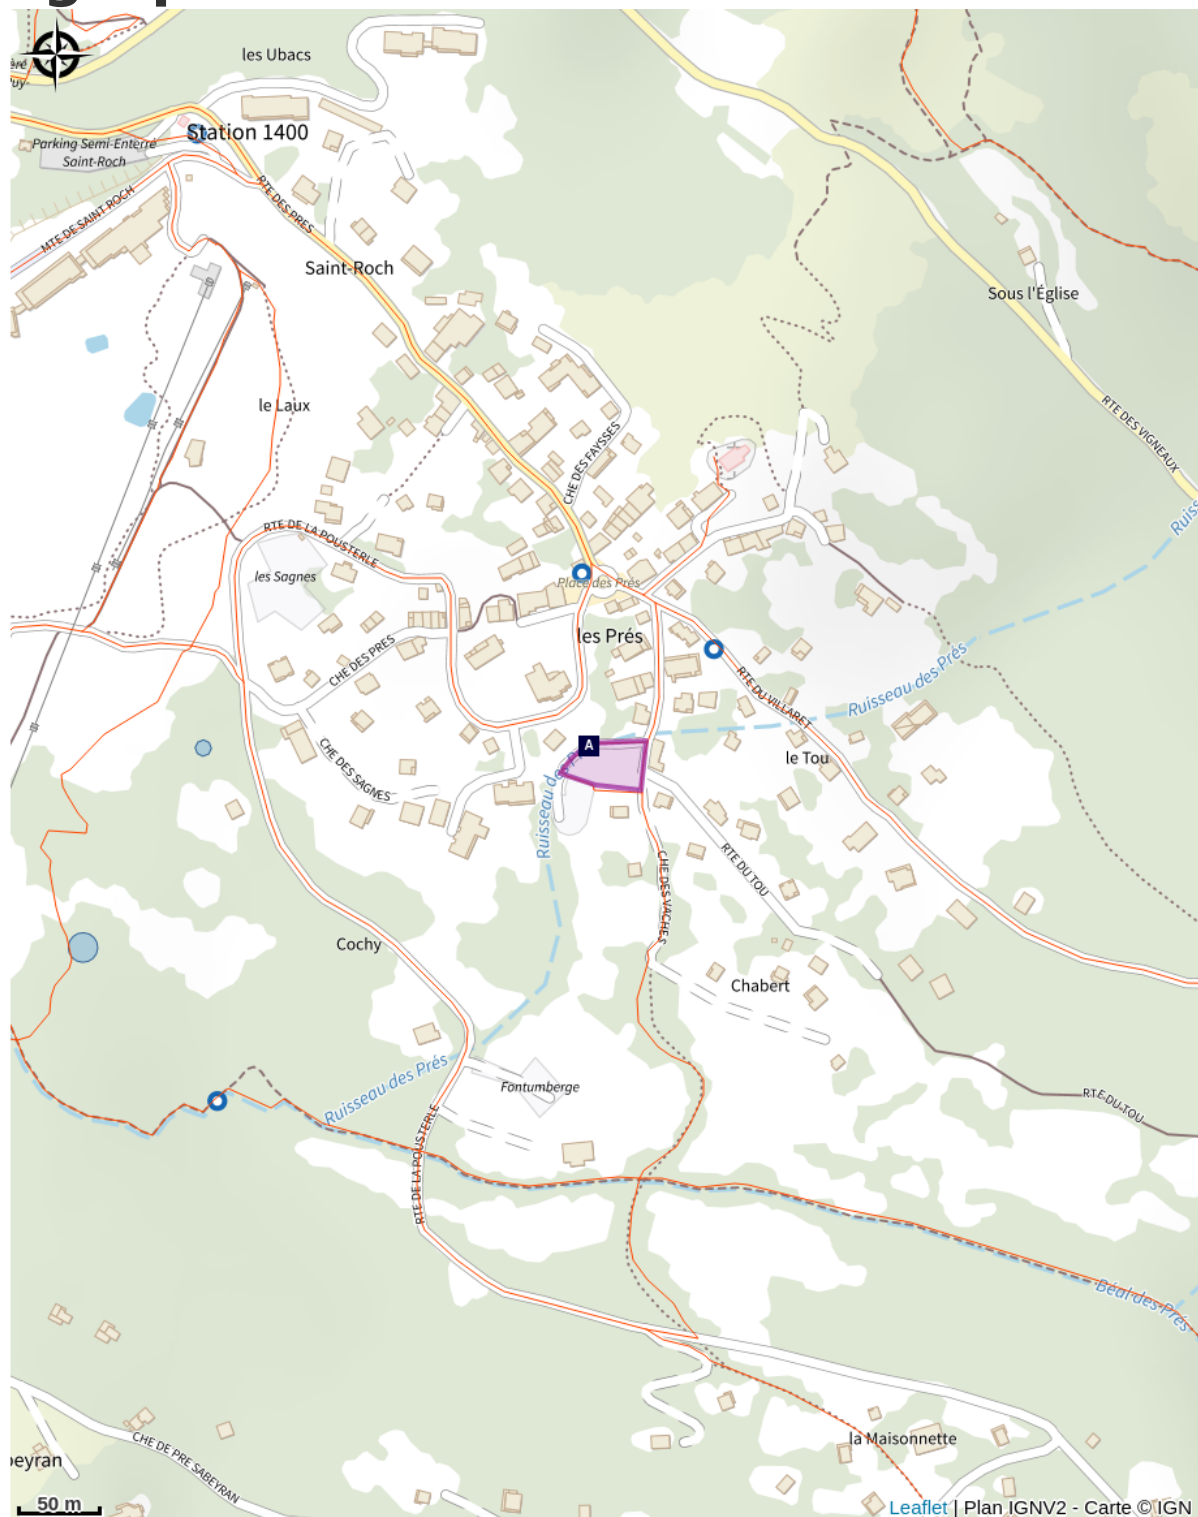 les Ubacs
Station 1400
Parking Semi-Enterré
Saint-Roch
RTE DES PRES
MTE DE SAINT ROCH
Saint-Roch
Sous l'Église
le Laux
RTE DES VIGNEAUX
CHE DES FAYSSES
RTE DE LA POUSTERLE
les Sagnes
Place des Prés
les Prés
CHE DES PRES
Ruisseau des Prés
RTE DU VILLARET
A
le Tou
CHE DES SAGNES
Ruisseau des P
RTE DU TOU
CHE DES VACHES
Cochy
Chabert
Ruisseau des Prés
Fontumberge
RTE DU TOU
RTE DE LA POUSTERLE
Béal des Prés
la Maisonnette
CHE DE PRE SABEYRAN
beyran
50 m
Leaflet | Plan IGNV2 - Carte © IGN